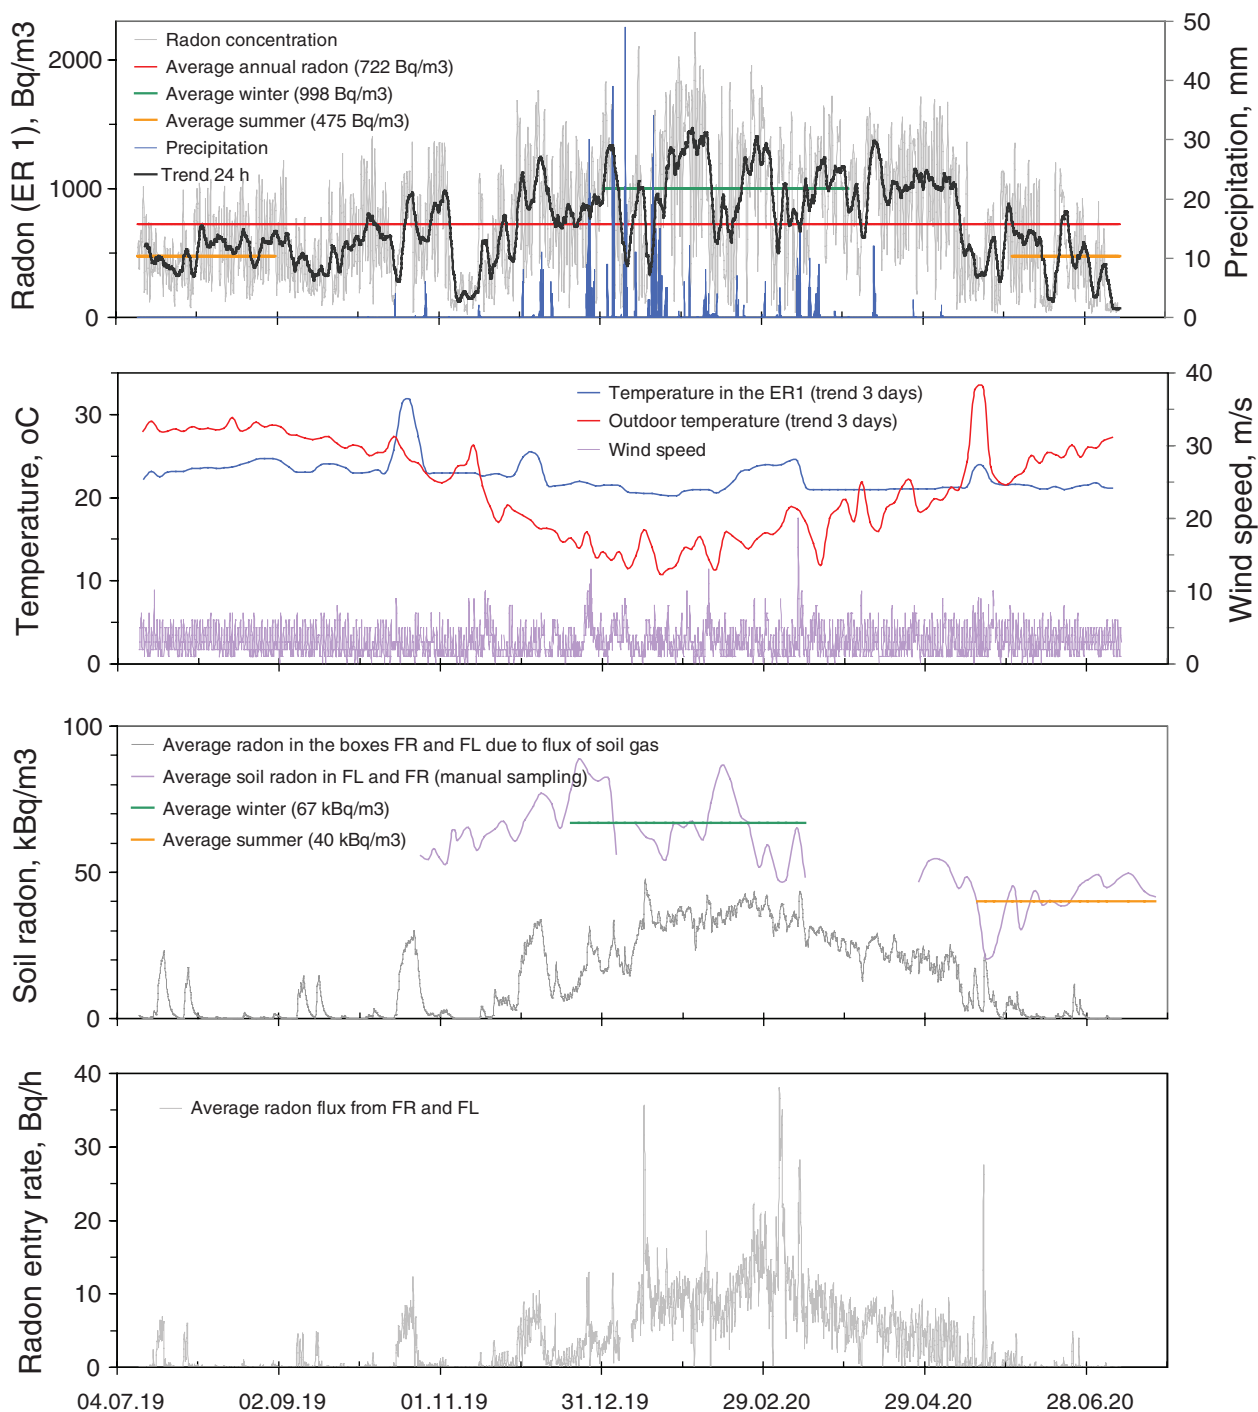 Radon (ER 1), Bq/m3
2000
1000
0
Radon concentration
Average annual radon (722 Bq/m3)
Average winter (998 Bq/m3)
Average summer (475 Bq/m3)
Precipitation
Trend 24 h
50
40
30
20
10
0
Precipitation, mm
Temperature, oC
30
20
10
0
Temperature in the ER1 (trend 3 days)
Outdoor temperature (trend 3 days)
Wind speed
40
30
20
10
0
Wind speed, m/s
Soil radon, kBq/m3
100
50
0
Average radon in the boxes FR and FL due to flux of soil gas
Average soil radon in FL and FR (manual sampling)
Average winter (67 kBq/m3)
Average summer (40 kBq/m3)
Radon entry rate, Bq/h
40
30
20
10
0
Average radon flux from FR and FL
04.07.19 02.09.19 01.11.19 31.12.19 29.02.20 29.04.20 28.06.20